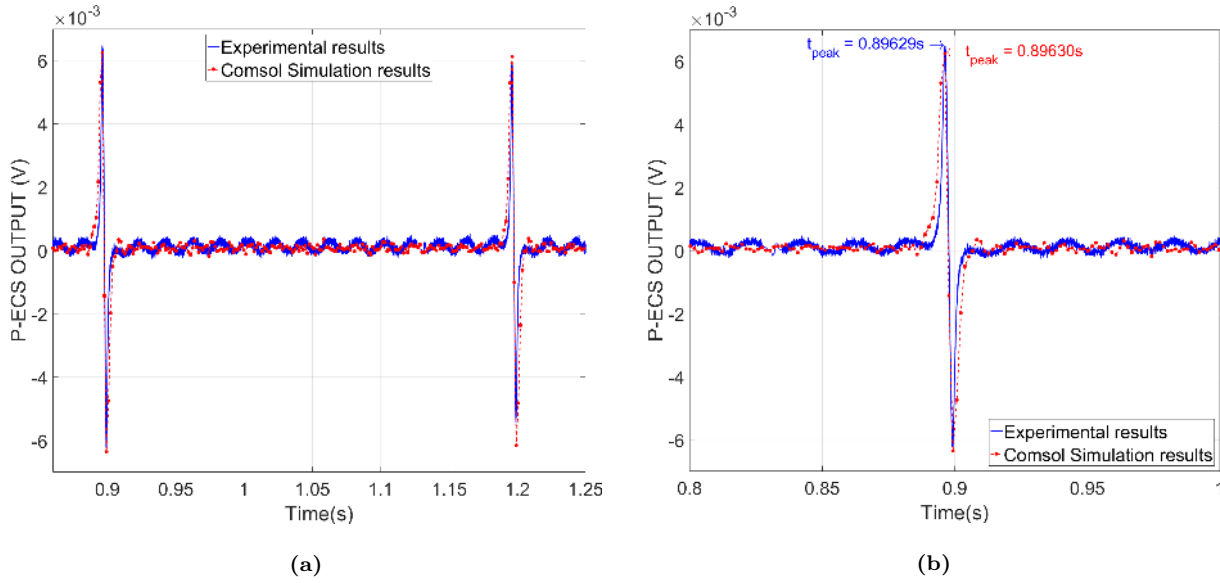 ×10⁻³
6
4
2
0
-2
-4
-6
P-ECS OUTPUT (V)
Experimental results
Comsol Simulation results
0.9
0.95
1
1.05
1.1
1.15
1.2
1.25
Time(s)
(a)
×10⁻³
6
4
2
0
-2
-4
-6
P-ECS OUTPUT (V)
t_peak = 0.89629s
t_peak = 0.89630s
Experimental results
Comsol Simulation results
0.8
0.85
0.9
0.95
1
Time(s)
(b)